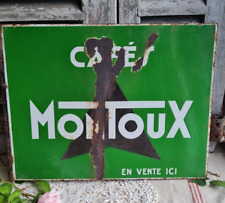 CAFÉS
MONTOUX
EN VENTE ICI